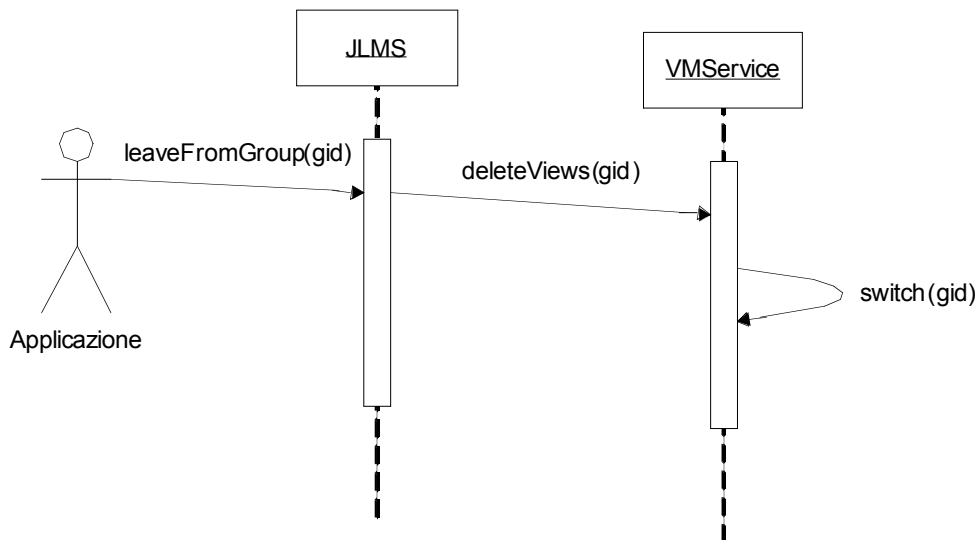 JLMS
VMService
leaveFromGroup(gid)
deleteViews(gid)
switch(gid)
Applicazione